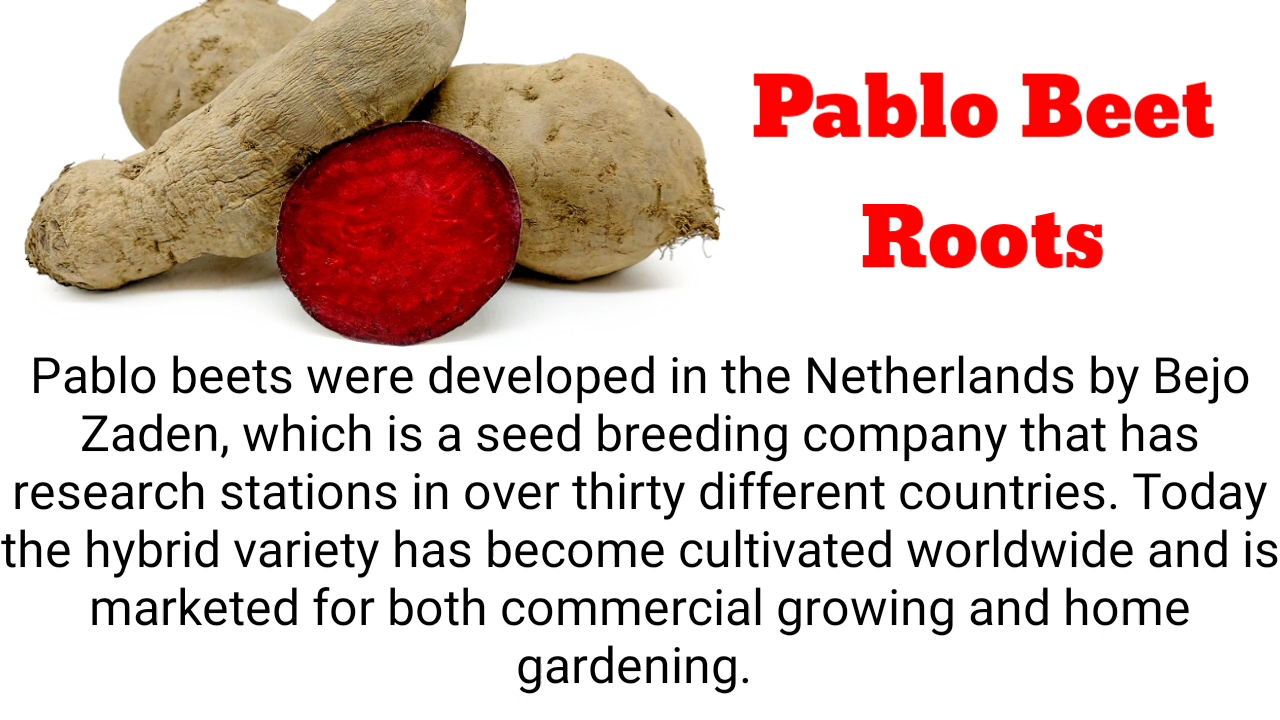 Pablo Beet
Roots
Pablo beets were developed in the Netherlands by Bejo
Zaden, which is a seed breeding company that has
research stations in over thirty different countries. Today
the hybrid variety has become cultivated worldwide and is
marketed for both commercial growing and home
gardening.